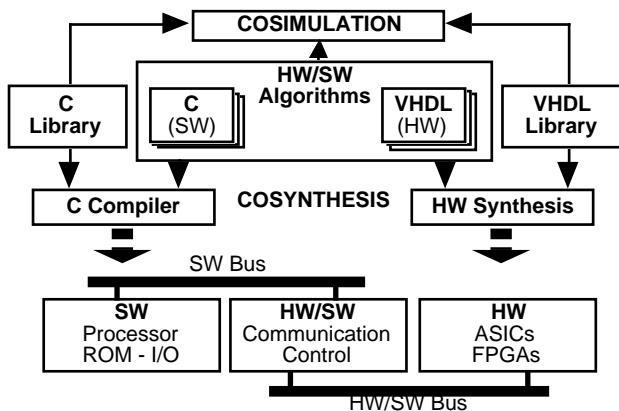 COSIMULATION
HW/SW
Algorithms
C
Library
C
(SW)
VHDL
(HW)
VHDL
Library
C Compiler
COSYNTHESIS
HW Synthesis
SW Bus
SW
Processor
ROM - I/O
HW/SW
Communication
Control
HW
ASICs
FPGAs
HW/SW Bus